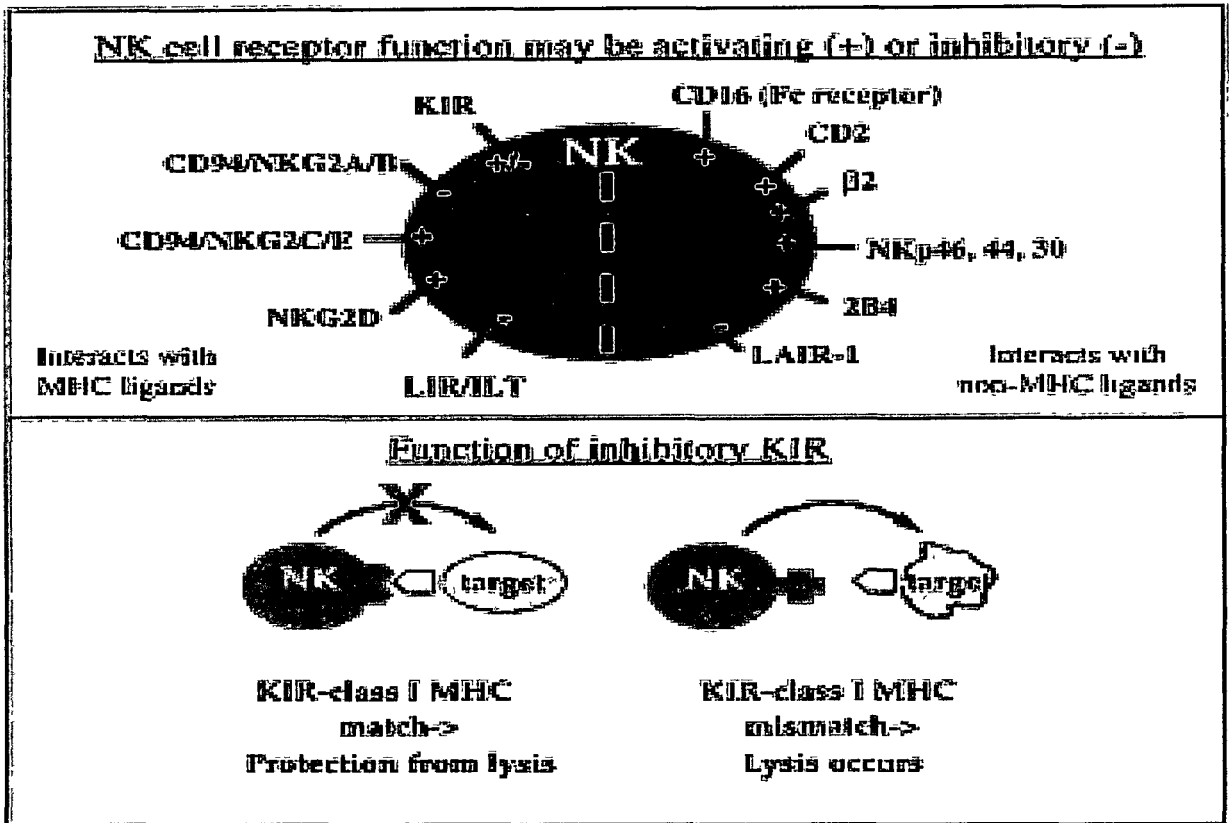 NK cell receptor function may be activating (+) or inhibitory (-)
KIR
CD16 (Fc receptor)
NK
CD2
CD94/NKG2A/B
β2
CD94/NKG2C/E
NKp46, 44, 30
NKG2D
2B4
LIR/ILT
LAIR-1
+/-
-
+
+
-
+
+
+
+
+
-
Interacts with
MHC ligands
Interacts with
non-MHC ligands
Function of inhibitory KIR
NK
target
NK
target
KIR-class I MHC
match->
Protection from lysis
KIR-class I MHC
mismatch->
Lysis occurs